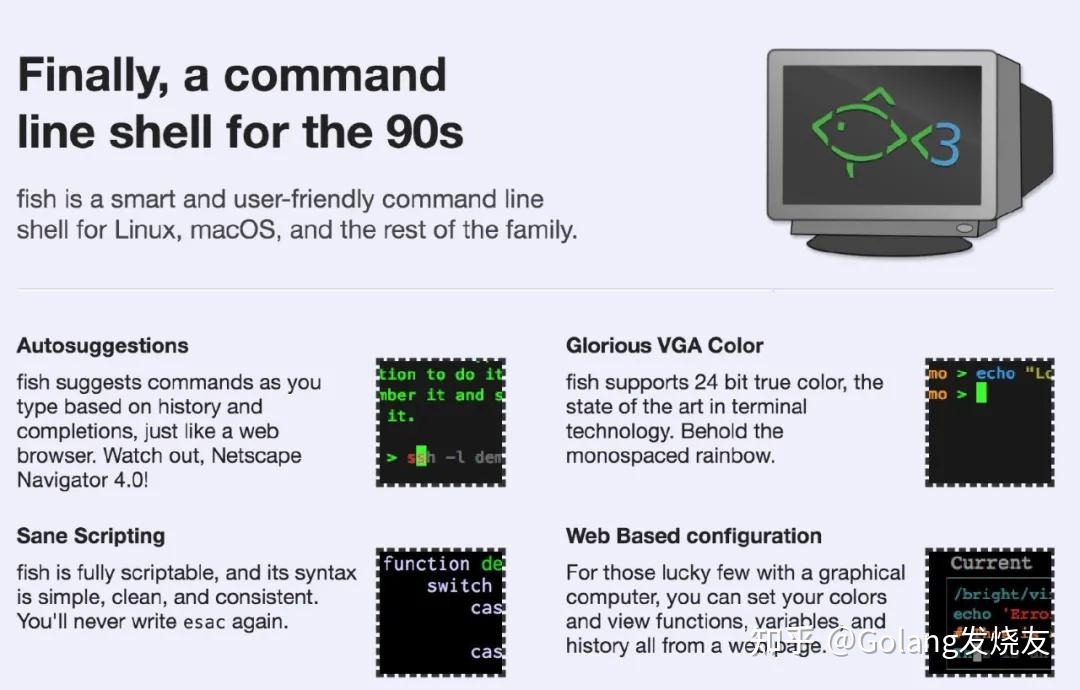 Finally, a command
line shell for the 90s
fish is a smart and user-friendly command line
shell for Linux, macOS, and the rest of the family.
3
Autosuggestions
fish suggests commands as you
type based on history and
completions, just like a web
browser. Watch out, Netscape
Navigator 4.0!
tion to do it
mber it and s
it.
> ssh -l dem
Glorious VGA Color
fish supports 24 bit true color, the
state of the art in terminal
technology. Behold the
monospaced rainbow.
mo > echo "Lo
mo >
Sane Scripting
fish is fully scriptable, and its syntax
is simple, clean, and consistent.
You'll never write esac again.
function de
switch
cas
cas
Web Based configuration
For those lucky few with a graphical
computer, you can set your colors
and view functions, variables, and
history all from a web page.
Current
/bright/vi
echo 'Erro
知乎 @Golang发烧友